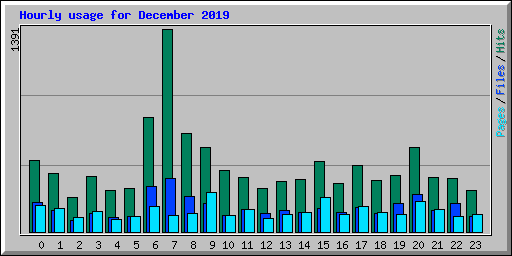 Hourly usage for December 2019
1391
Pages/Files/Hits
0 1 2 3 4 5 6 7 8 9 10 11 12 13 14 15 16 17 18 19 20 21 22 23